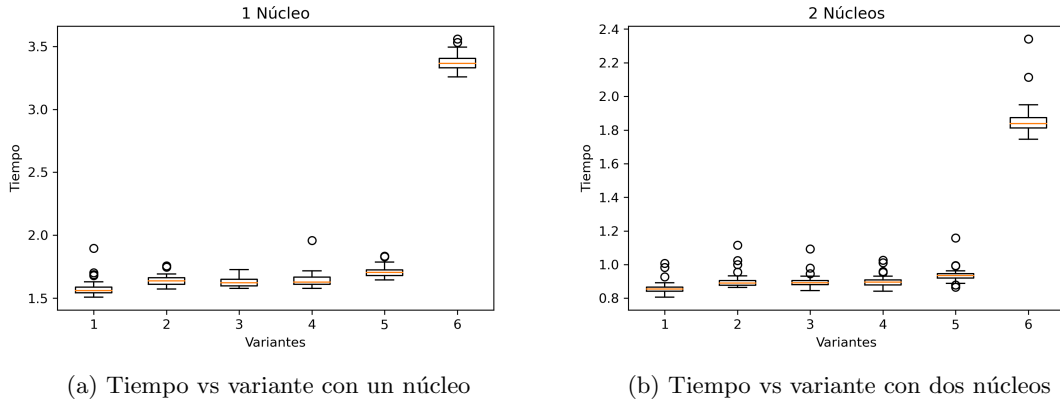 1 Núcleo
3.5
3.0
2.5
2.0
1.5
Tiempo
1 2 3 4 5 6
Variantes
(a) Tiempo vs variante con un núcleo
2 Núcleos
2.4
2.2
2.0
1.8
1.6
1.4
1.2
1.0
0.8
Tiempo
1 2 3 4 5 6
Variantes
(b) Tiempo vs variante con dos núcleos